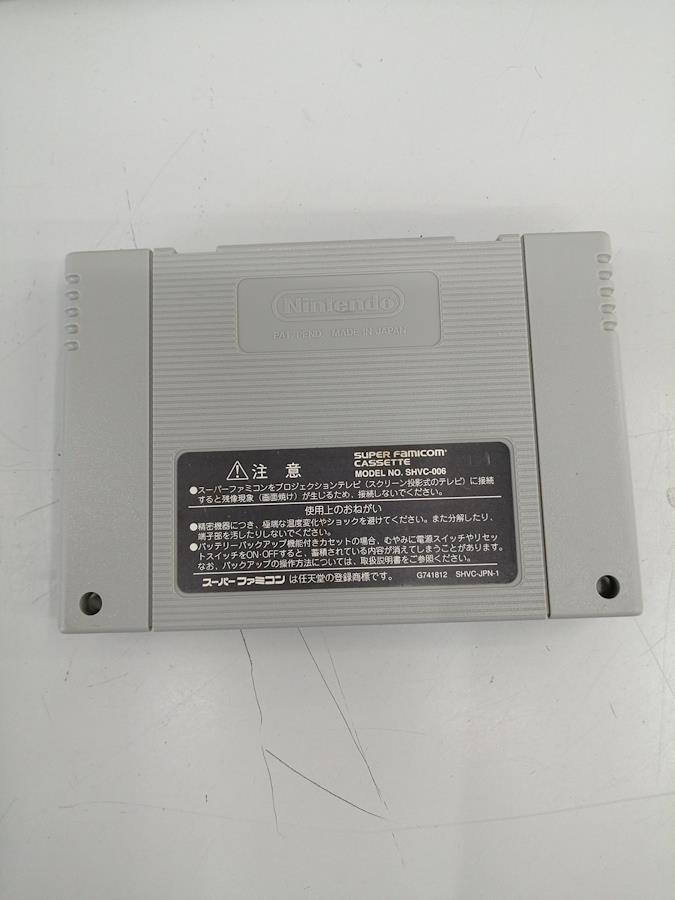 Nintendo
PAT. PEND. MADE IN JAPAN
注意
SUPER FAMICOM
CASSETTE
MODEL NO. SHVC-006
●スーパーファミコンをプロジェクションテレビ（スクリーン投影式のテレビ）に接続
すると残像現象（画面焼け）が生じるため、接続しないでください。
使用上のおねがい
●精密機器につき、極端な温度変化やショックを避けてください。また分解したり、
端子部を汚したりしないでください。
●バッテリーバックアップ機能付きカセットの場合、むやみに電源スイッチやリセッ
トスイッチをON・OFFすると、蓄積されている内容が消えてしまうことがあります。
なお、バックアップの操作方法については、取扱説明書をご参照ください。
スーパーファミコンは任天堂の登録商標です。 G741812 SHVC-JPN-1